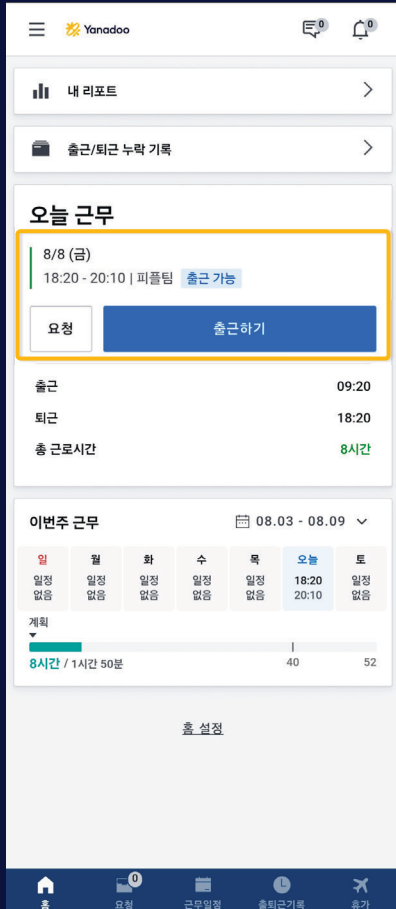 Yanadoo
0
0
내 리포트
출근/퇴근 누락 기록
오늘 근무
8/8 (금)
18:20 - 20:10 | 피플팀 출근 가능
요청 출근하기
출근 09:20
퇴근 18:20
총 근로시간 8시간
이번주 근무 08.03 - 08.09
일 월 화 수 목 오늘 토
일정 일정 일정 일정 일정 18:20 일정
없음 없음 없음 없음 없음 20:10 없음
계획
8시간 / 1시간 50분 40 52
홈 설정
0
홈 요청 근무일정 출퇴근기록 휴가